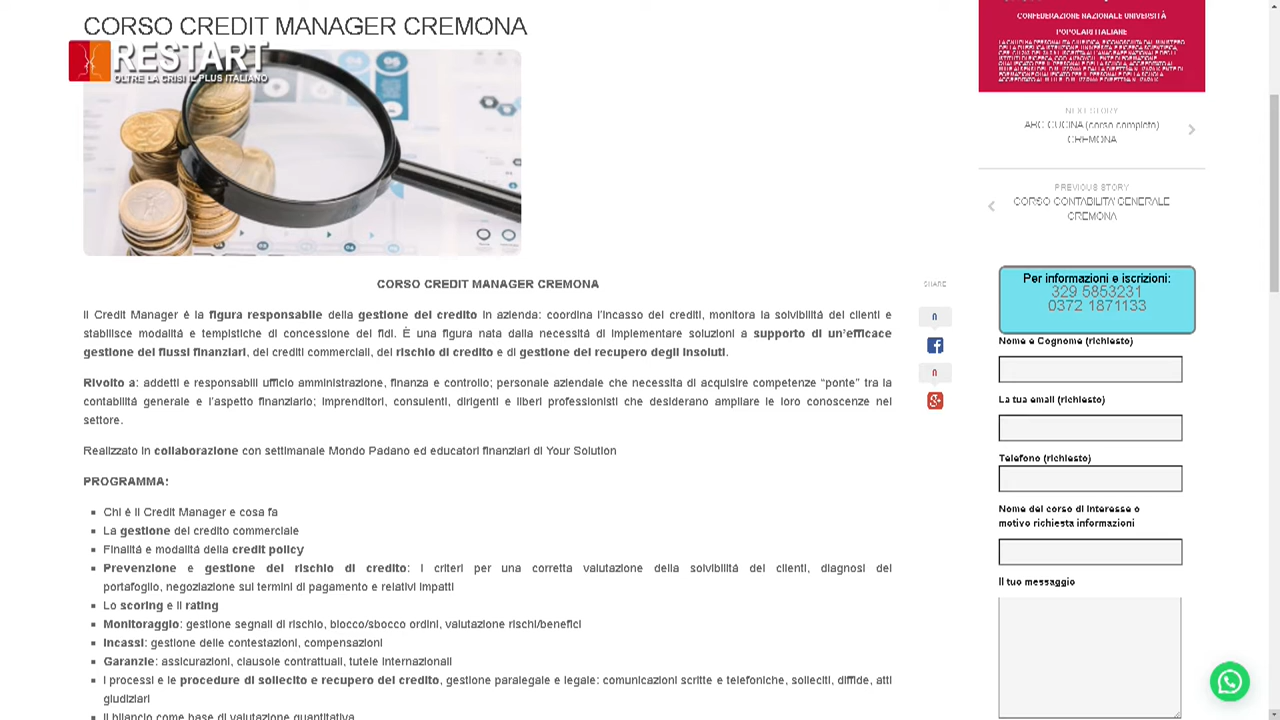 CORSO CREDIT MANAGER CREMONA
RESTART
OLTRE LA CRISI IL PLUS ITALIANO
CORSO CREDIT MANAGER CREMONA
Il Credit Manager è la figura responsabile della gestione del credito in azienda: coordina l'incasso dei crediti, monitora la solvibilità dei clienti e
stabilisce modalità e tempistiche di concessione dei fidi. È una figura nata dalla necessità di implementare soluzioni a supporto di un'efficace
gestione dei flussi finanziari, dei crediti commerciali, del rischio di credito e di gestione del recupero degli insoluti.
Rivolto a: addetti e responsabili ufficio amministrazione, finanza e controllo; personale aziendale che necessita di acquisire competenze “ponte” tra la
contabilità generale e l'aspetto finanziario; imprenditori, consulenti, dirigenti e liberi professionisti che desiderano ampliare le loro conoscenze nel
settore.
Realizzato in collaborazione con settimanale Mondo Padano ed educatori finanziari di Your Solution
PROGRAMMA:
Chi è il Credit Manager e cosa fa
La gestione del credito commerciale
Finalità e modalità della credit policy
Prevenzione e gestione del rischio di credito: i criteri per una corretta valutazione della solvibilità dei clienti, diagnosi del
portafoglio, negoziazione sui termini di pagamento e relativi impatti
Lo scoring e il rating
Monitoraggio: gestione segnali di rischio, blocco/sbocco ordini, valutazione rischi/benefici
Incassi: gestione delle contestazioni, compensazioni
Garanzie: assicurazioni, clausole contrattuali, tutele internazionali
I processi e le procedure di sollecito e recupero del credito, gestione paralegale e legale: comunicazioni scritte e telefoniche, solleciti, diffide, atti
giudiziari
Il bilancio come base di valutazione quantitativa
SHARE
0
0
CONFEDERAZIONE NAZIONALE UNIVERSITÀ
POPOLARI ITALIANE
NEXT STORY
ABC CUCINA (corso completo)
CREMONA
PREVIOUS STORY
CORSO CONTABILITA' GENERALE
CREMONA
Per informazioni e iscrizioni:
329 5853231
0372 1871133
Nome e Cognome (richiesto)
La tua email (richiesto)
Telefono (richiesto)
Nome del corso di interesse o
motivo richiesta informazioni
Il tuo messaggio